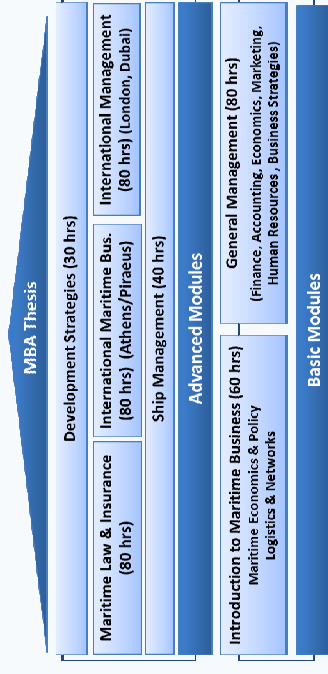 MBA Thesis
Development Strategies (30 hrs)
Maritime Law & Insurance
(80 hrs)
International Maritime Bus.
(80 hrs) (Athens/Piraeus)
International Management
(80 hrs) (London, Dubai)
Ship Management (40 hrs)
Advanced Modules
Introduction to Maritime Business (60 hrs)
Maritime Economics & Policy
Logistics & Networks
General Management (80 hrs)
(Finance, Accounting, Economics, Marketing,
Human Resources , Business Strategies)
Basic Modules